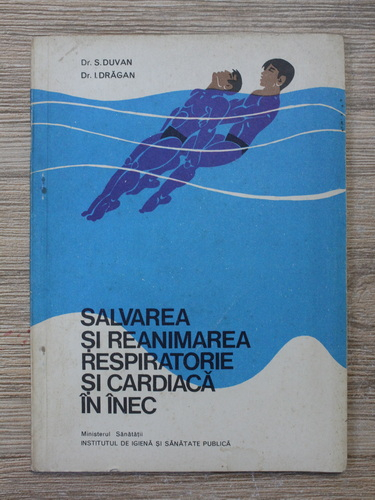 Dr. S. DUVAN
Dr. I. DRĂGAN
SALVAREA
ȘI REANIMAREA
RESPIRATORIE
ȘI CARDIACĂ
ÎN ÎNEC
Ministerul Sănătății
INSTITUTUL DE IGIENĂ ȘI SĂNĂTATE PUBLICĂ